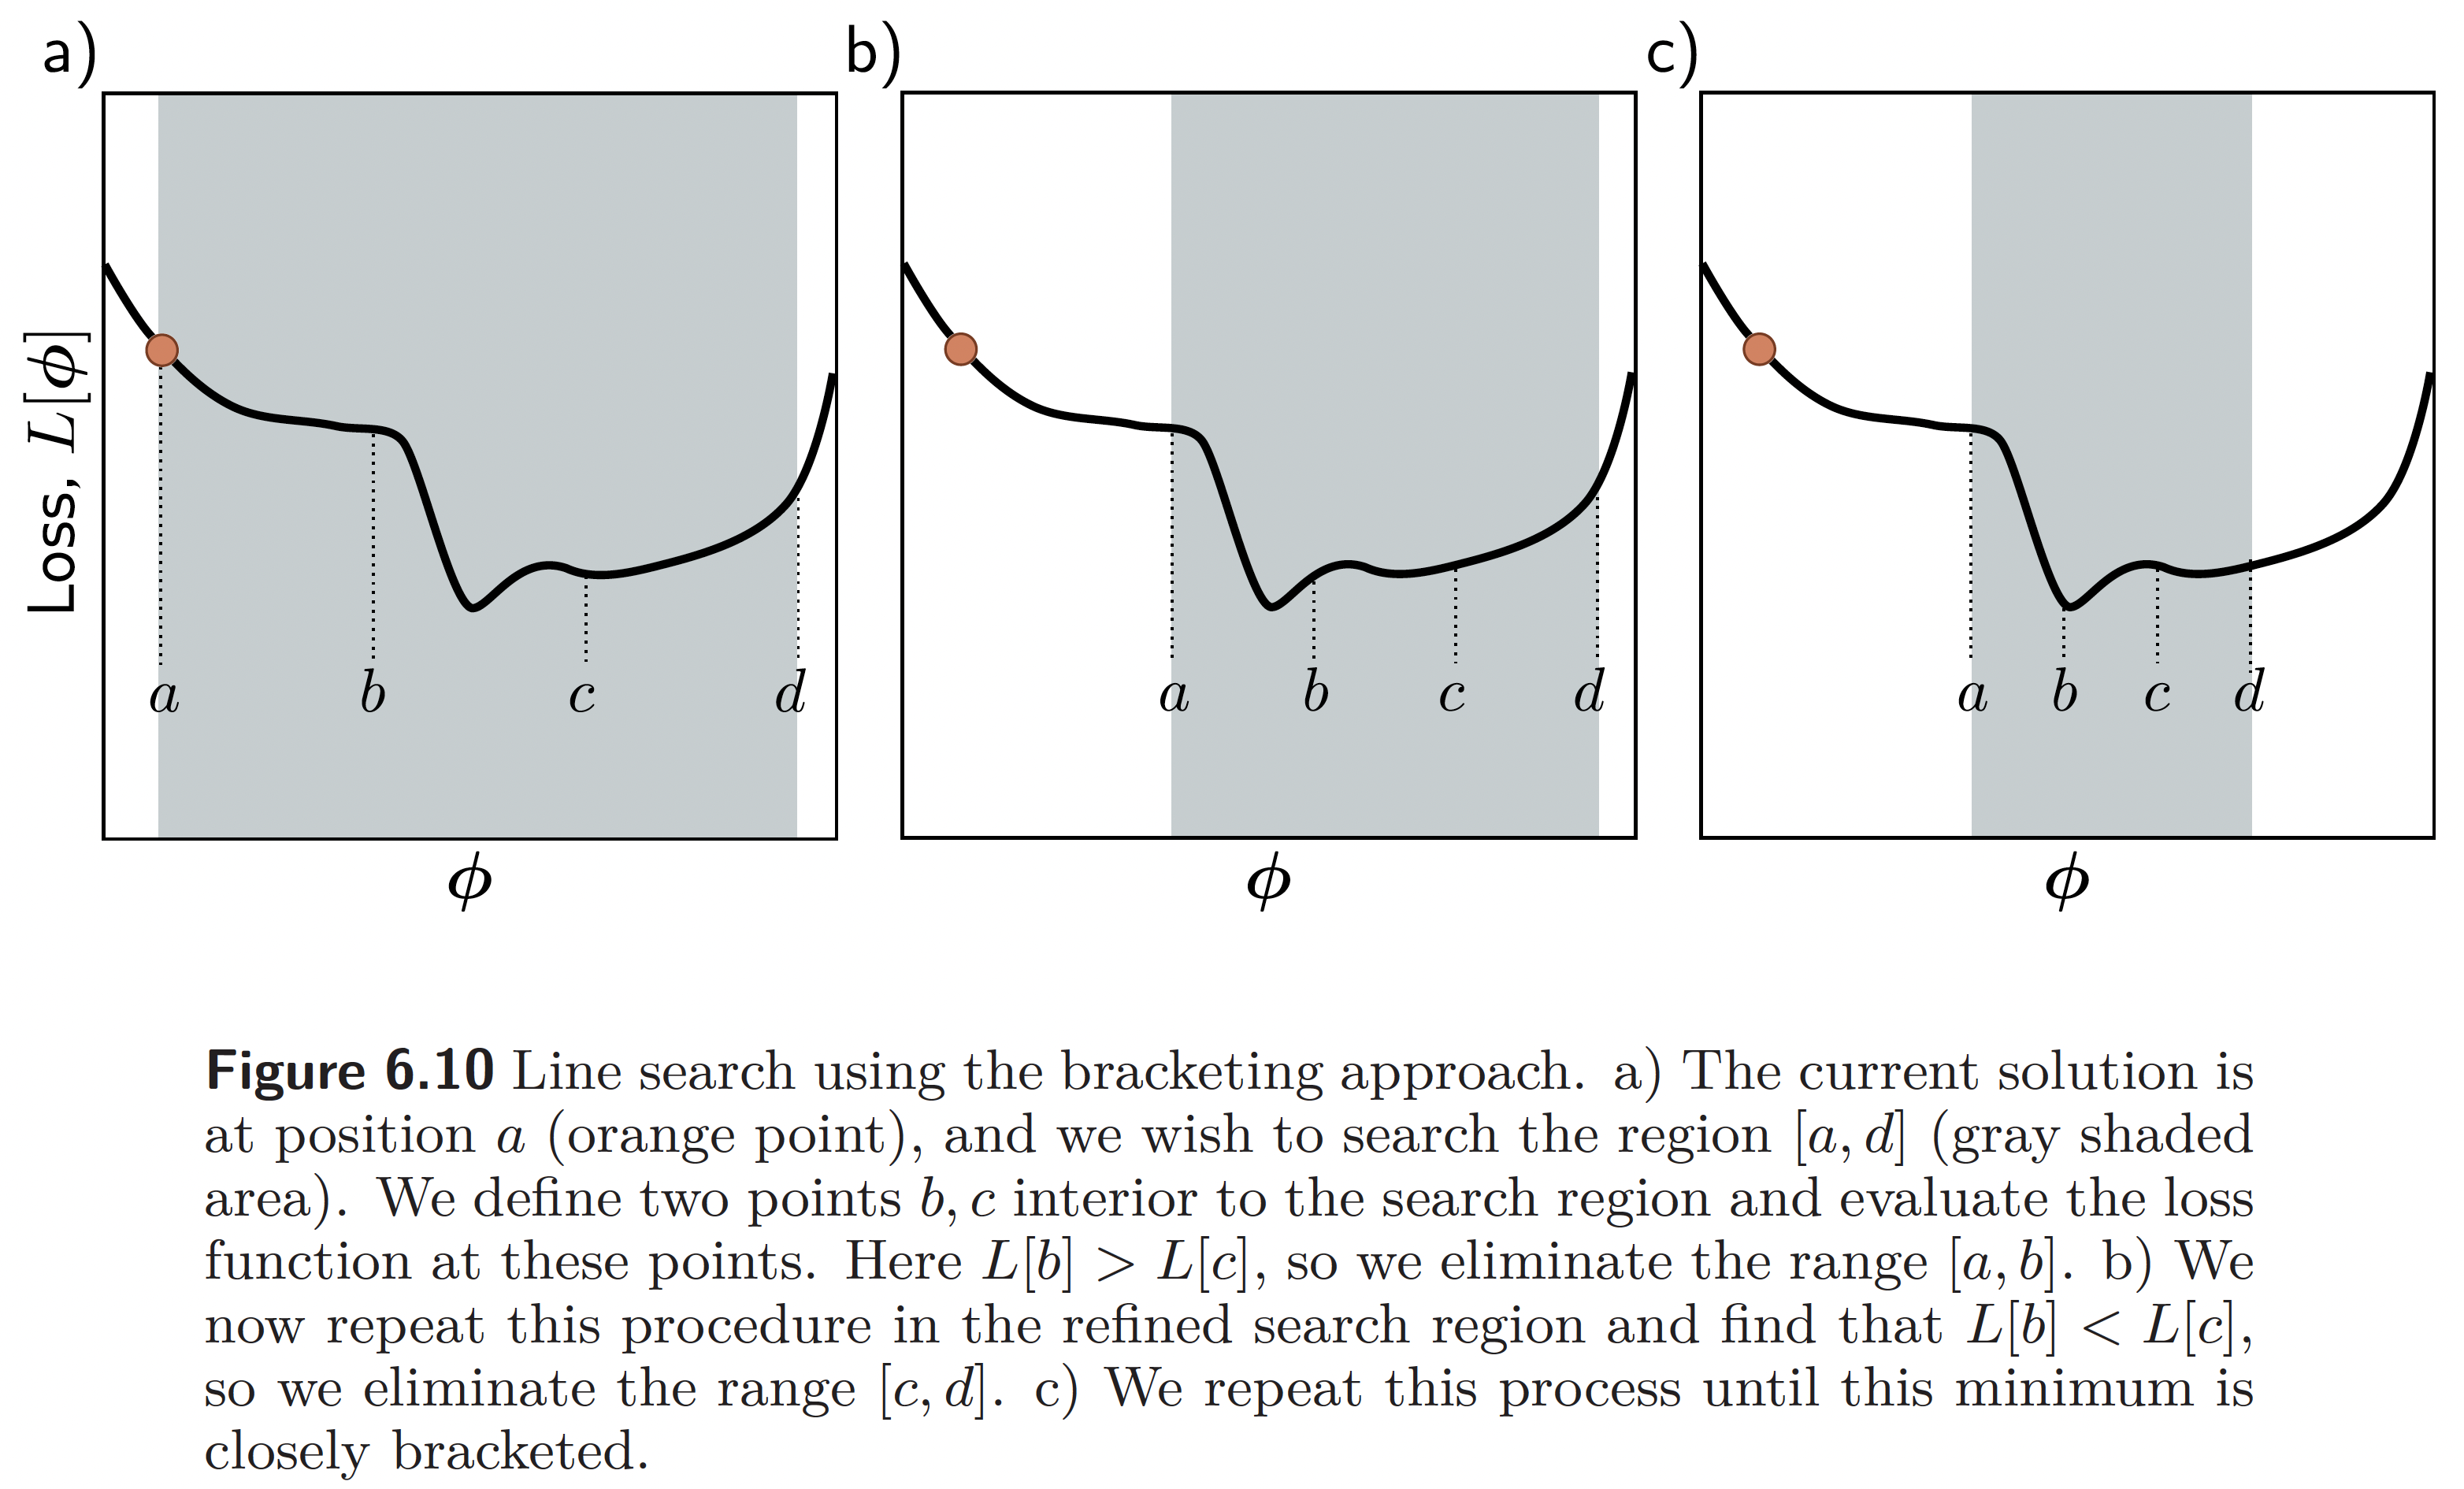 a)
b)
c)
Loss, L[ϕ]
a b c d
a b c d
a b c d
ϕ
ϕ
ϕ
Figure 6.10 Line search using the bracketing approach. a) The current solution is
at position a (orange point), and we wish to search the region [a, d] (gray shaded
area). We define two points b, c interior to the search region and evaluate the loss
function at these points. Here L[b] > L[c], so we eliminate the range [a, b]. b) We
now repeat this procedure in the refined search region and find that L[b] < L[c],
so we eliminate the range [c, d]. c) We repeat this process until this minimum is
closely bracketed.